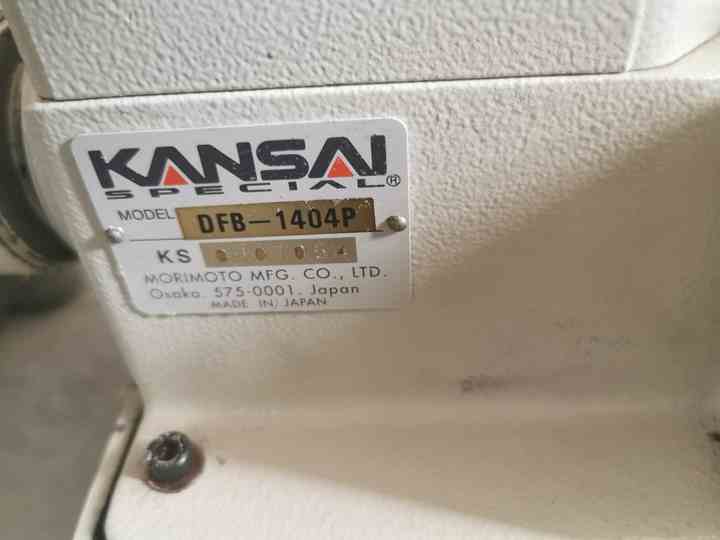 KANSAI
SPECIAL®
MODEL DFB-1404P
KS
MORIMOTO MFG. CO., LTD.
Osaka. 575-0001. Japan
MADE IN JAPAN